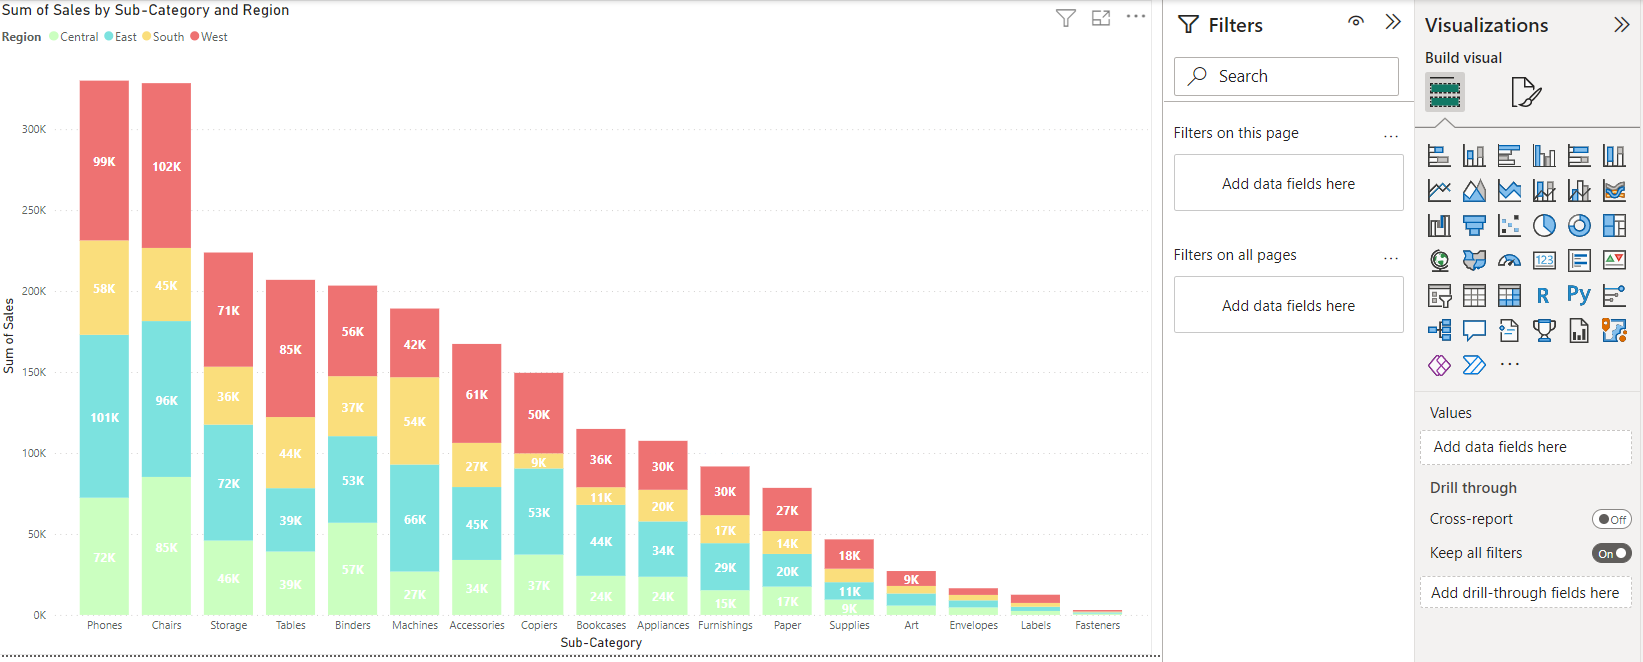 Sum of Sales by Sub-Category and Region
Region Central East South West
Sum of Sales
300K
250K
200K
150K
100K
50K
0K
99K
58K
101K
72K
102K
45K
96K
85K
71K
36K
72K
46K
85K
44K
39K
39K
56K
37K
53K
57K
42K
54K
66K
27K
61K
27K
45K
34K
50K
9K
53K
37K
36K
11K
44K
24K
30K
20K
34K
24K
30K
17K
29K
15K
27K
14K
20K
17K
18K
11K
9K
9K
Phones Chairs Storage Tables Binders Machines Accessories Copiers Bookcases Appliances Furnishings Paper Supplies Art Envelopes Labels Fasteners
Sub-Category
Filters
Search
Filters on this page
Add data fields here
Filters on all pages
Add data fields here
Visualizations
Build visual
123
R Py
Values
Add data fields here
Drill through
Cross-report Off
Keep all filters On
Add drill-through fields here